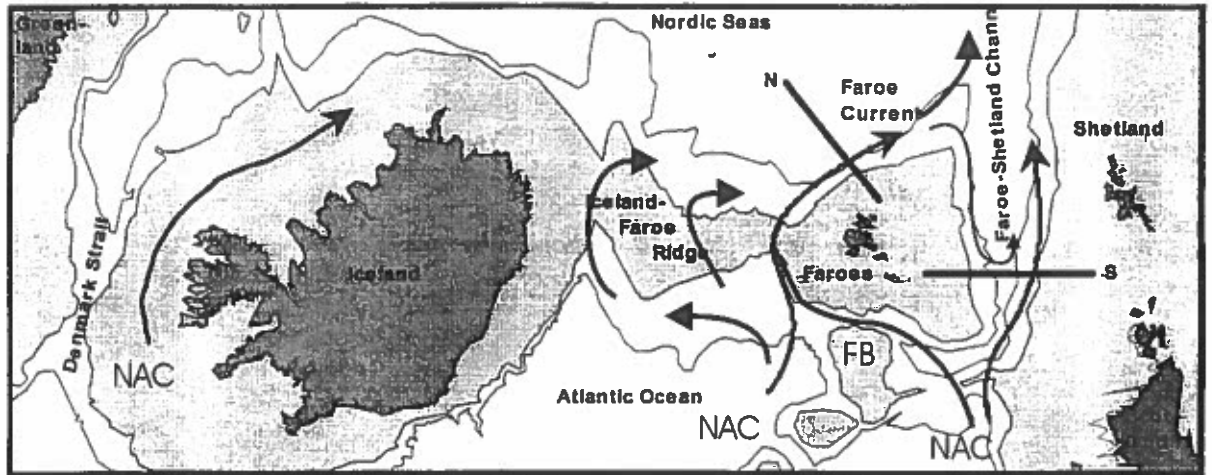 Green-
land
Nordic Seas
N
Faroe
Curren
Faroe-Shetland Chann
Shetland
Denmark Strait
Iceland-
Faroe
Ridge
Iceland
Faroes
S
NAC
FB
Atlantic Ocean
NAC
NAC